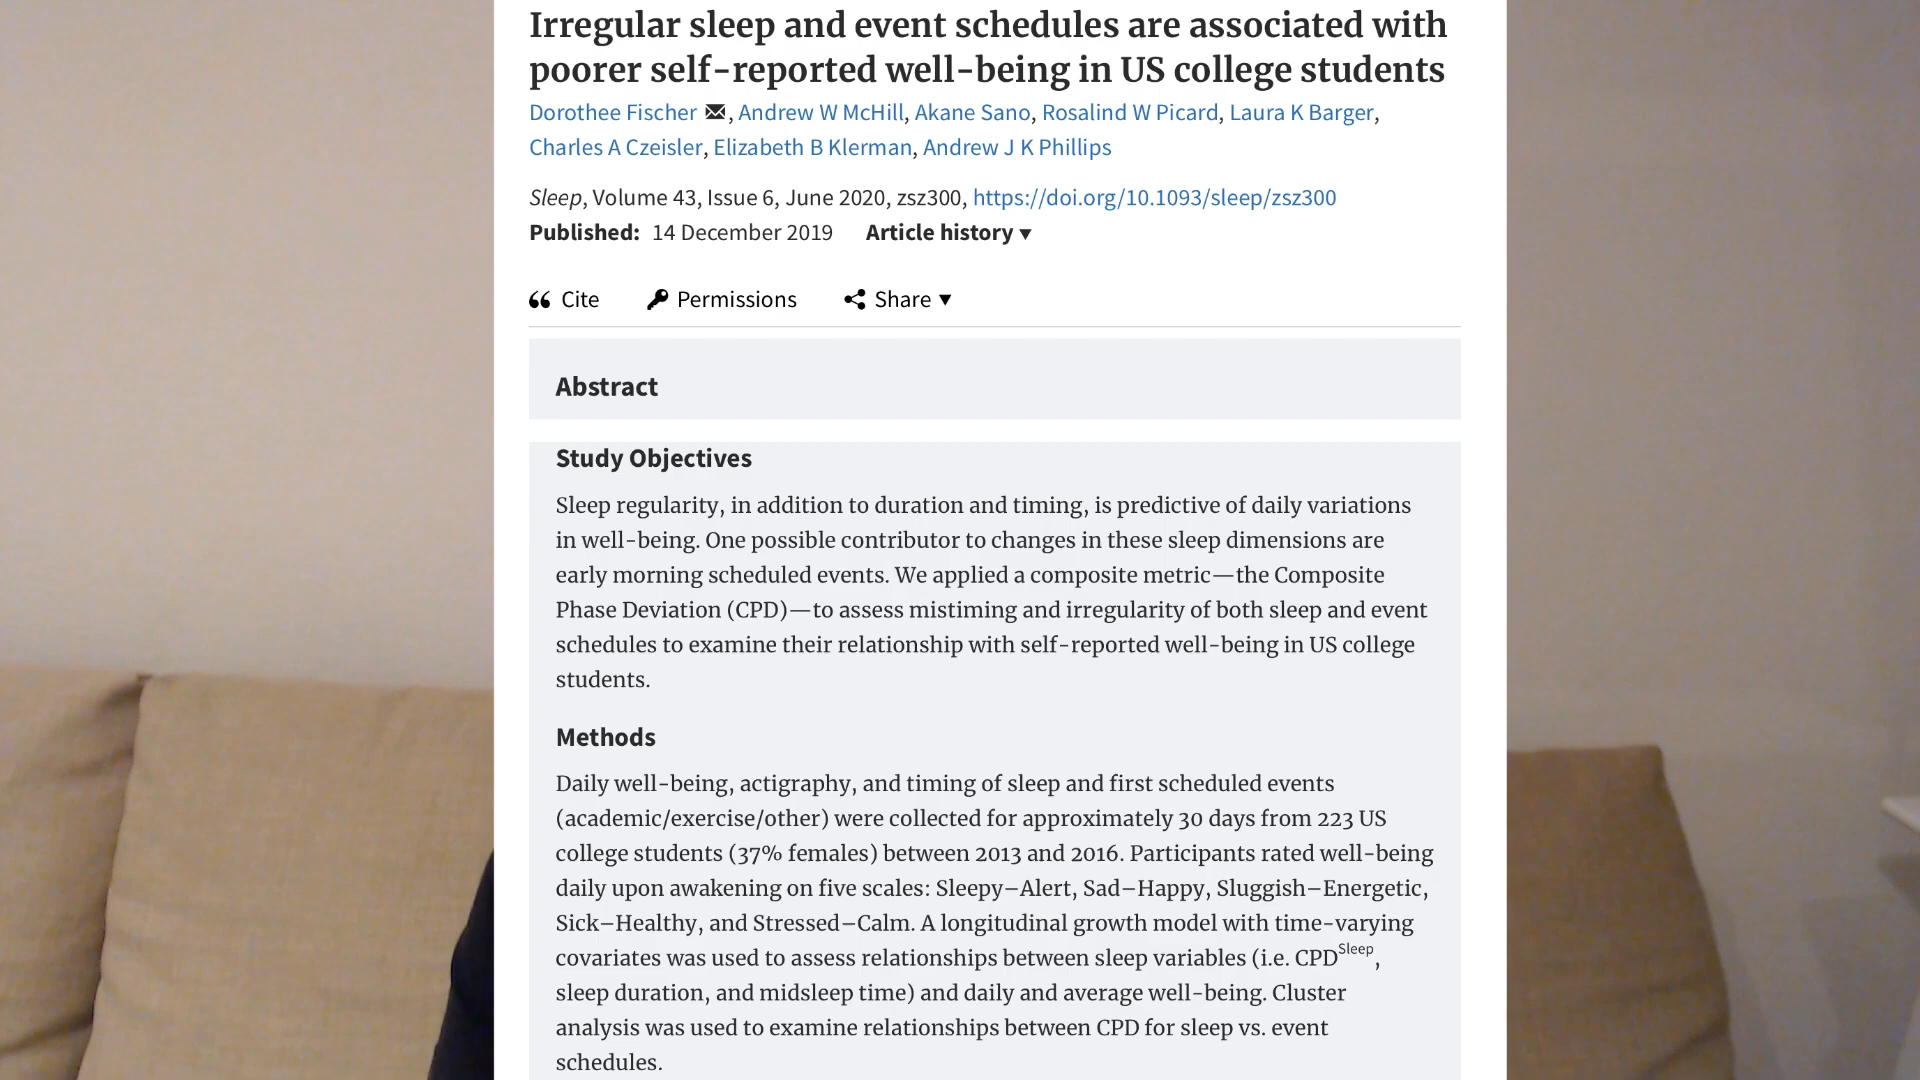 Irregular sleep and event schedules are associated with
poorer self-reported well-being in US college students
Dorothee Fischer, Andrew W McHill, Akane Sano, Rosalind W Picard, Laura K Barger,
Charles A Czeisler, Elizabeth B Klerman, Andrew J K Phillips
Sleep, Volume 43, Issue 6, June 2020, zsz300, https://doi.org/10.1093/sleep/zsz300
Published: 14 December 2019 Article history ▼
Cite Permissions Share ▼
Abstract
Study Objectives
Sleep regularity, in addition to duration and timing, is predictive of daily variations
in well-being. One possible contributor to changes in these sleep dimensions are
early morning scheduled events. We applied a composite metric—the Composite
Phase Deviation (CPD)—to assess mistiming and irregularity of both sleep and event
schedules to examine their relationship with self-reported well-being in US college
students.
Methods
Daily well-being, actigraphy, and timing of sleep and first scheduled events
(academic/exercise/other) were collected for approximately 30 days from 223 US
college students (37% females) between 2013 and 2016. Participants rated well-being
daily upon awakening on five scales: Sleepy–Alert, Sad–Happy, Sluggish–Energetic,
Sick–Healthy, and Stressed–Calm. A longitudinal growth model with time-varying
covariates was used to assess relationships between sleep variables (i.e. CPDSleep,
sleep duration, and midsleep time) and daily and average well-being. Cluster
analysis was used to examine relationships between CPD for sleep vs. event
schedules.